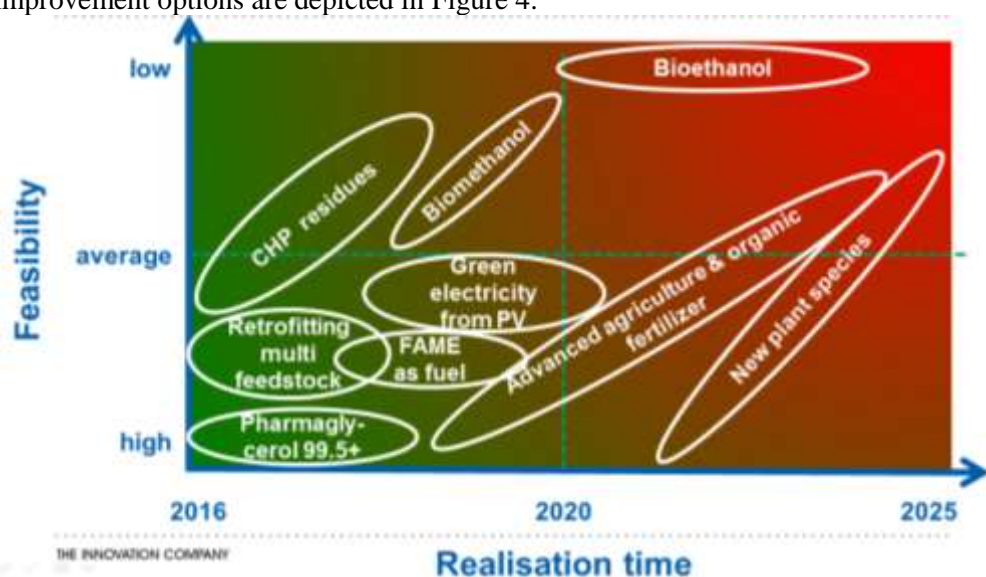 improvement options are depicted in Figure 4.
low
Bioethanol
Biomethanol
CHP residues
Feasibility
average
Green
electricity
from PV
Advanced agriculture & organic
fertilizer
New plant species
Retrofitting
multi
feedstock
FAME
as fuel
Pharmagly-
cerol 99.5+
high
2016
2020
2025
THE INNOVATION COMPANY
Realisation time